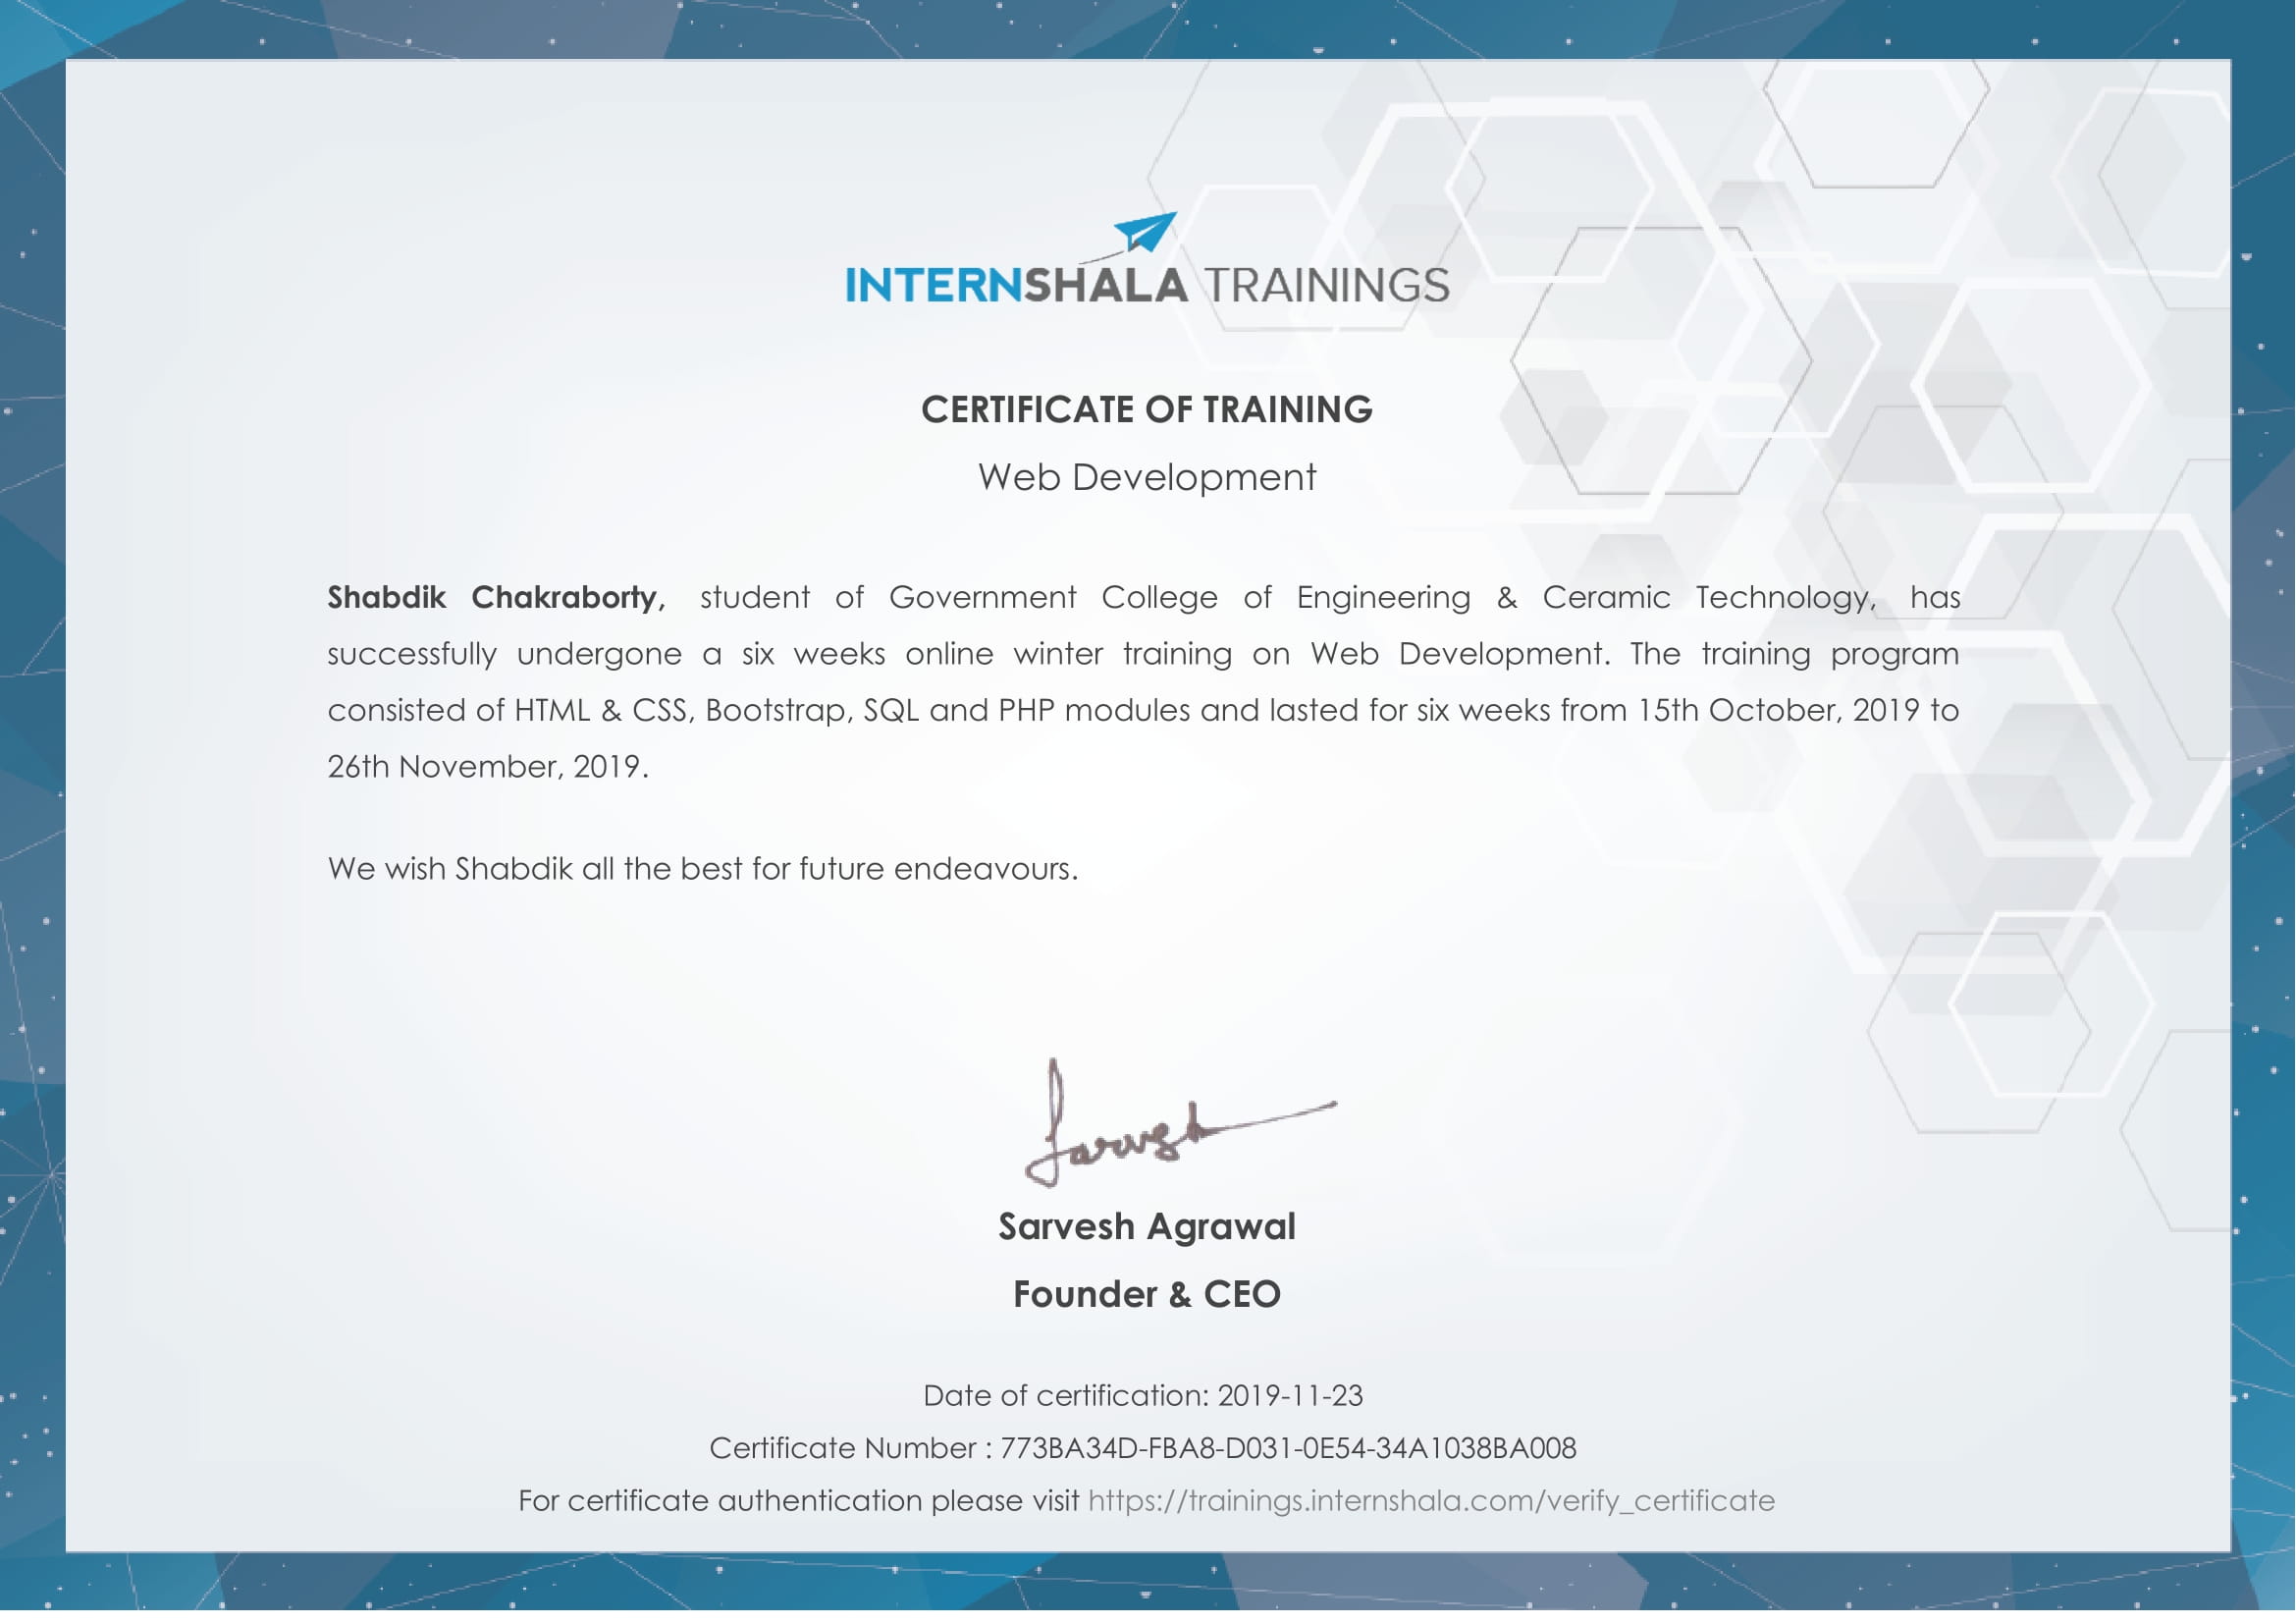 INTERNSHALA TRAININGS
CERTIFICATE OF TRAINING
Web Development
Shabdik Chakraborty, student of Government College of Engineering & Ceramic Technology, has
successfully undergone a six weeks online winter training on Web Development. The training program
consisted of HTML & CSS, Bootstrap, SQL and PHP modules and lasted for six weeks from 15th October, 2019 to
26th November, 2019.
We wish Shabdik all the best for future endeavours.
Sarvesh
Sarvesh Agrawal
Founder & CEO
Date of certification: 2019-11-23
Certificate Number : 773BA34D-FBA8-D031-0E54-34A1038BA008
For certificate authentication please visit https://trainings.internshala.com/verify_certificate